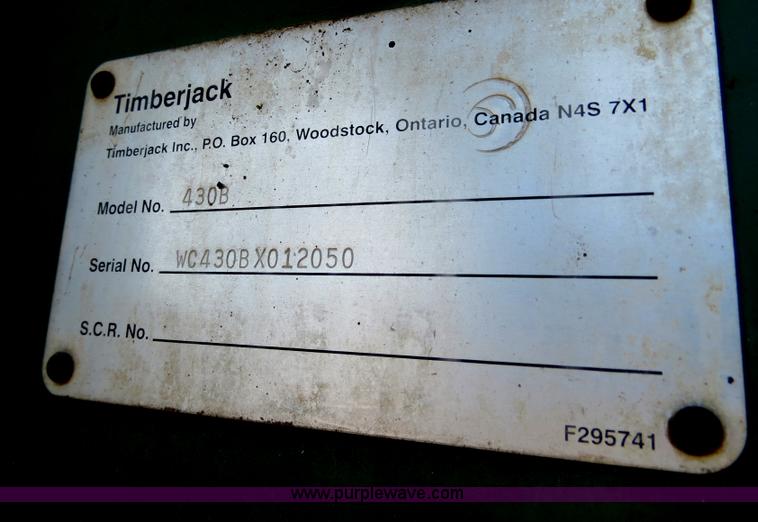 Timberjack
Manufactured by
Timberjack Inc., P.O. Box 160, Woodstock, Ontario, Canada N4S 7X1
Model No. 430B
Serial No. WC430BX012050
S.C.R. No.
F295741
www.purplewave.com